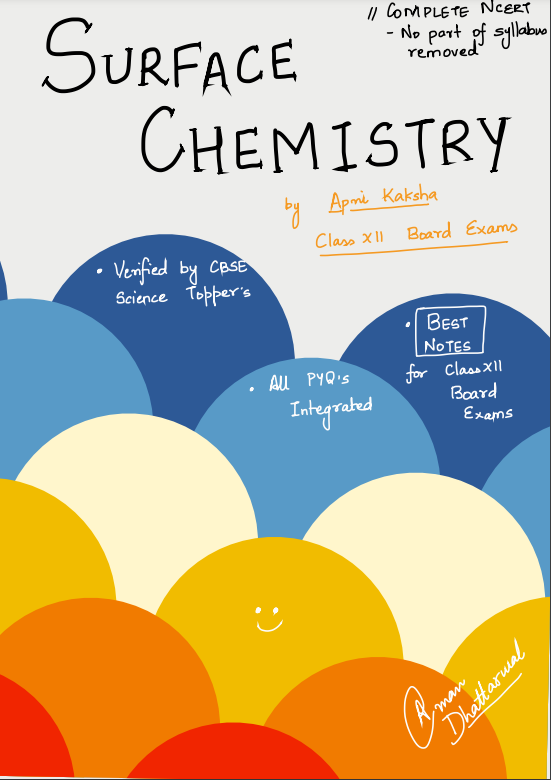 // COMPLETE NCERT
- No part of syllabus
removed
SURFACE
CHEMISTRY
by Apni Kaksha
Class XII Board Exams
• Verified by CBSE
Science Topper's
• BEST
NOTES
for Class XII
Board
Exams
• All PYQ's
Integrated
Aman
Dhattarwal